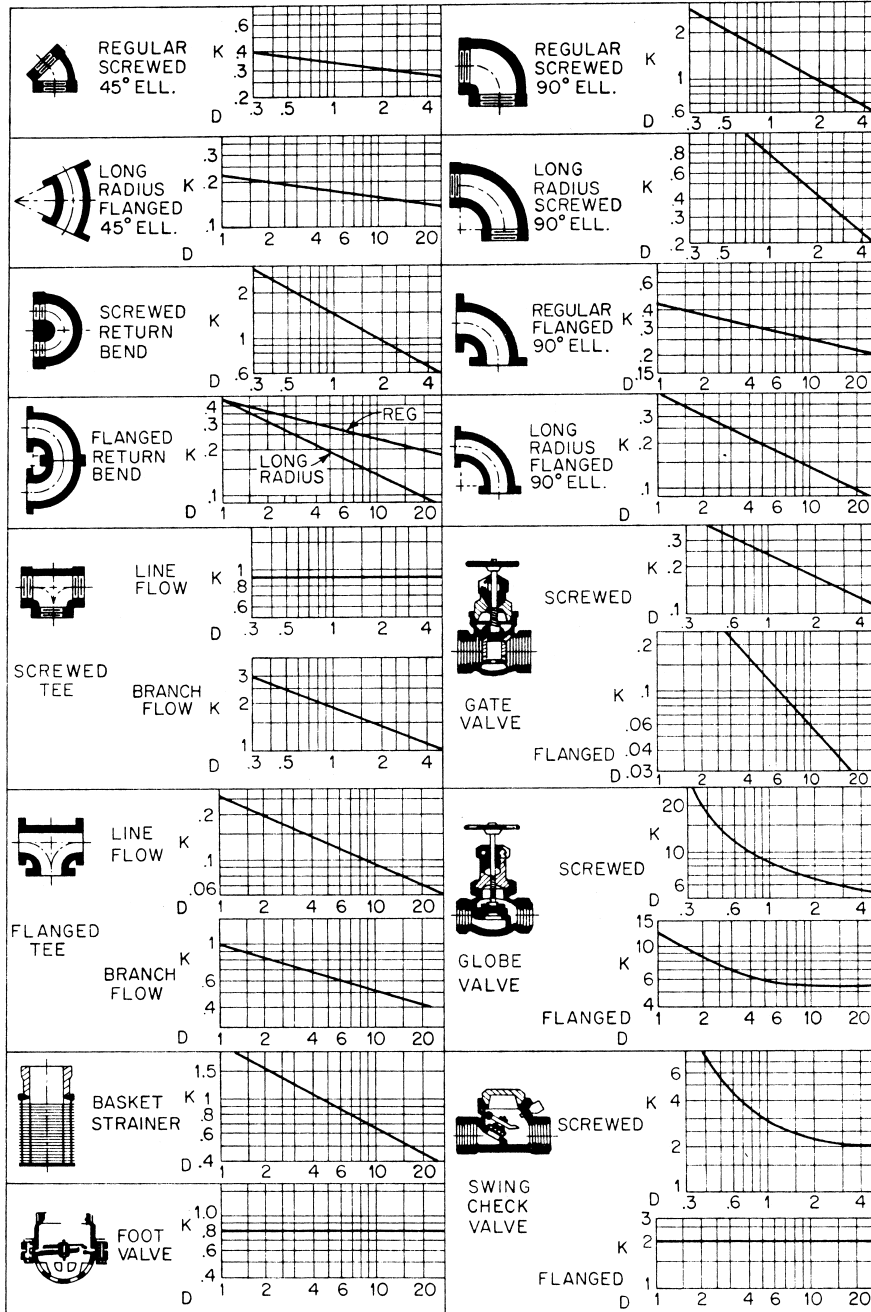 REGULAR
SCREWED
45° ELL.
K
.6
.4
.3
.2
D
.3 .5 1 2 4
REGULAR
SCREWED
90° ELL.
K
2
1
.6
D
.3 .5 1 2 4
LONG
RADIUS
FLANGED
45° ELL.
K
.3
.2
.1
D
1 2 4 6 10 20
LONG
RADIUS
SCREWED
90° ELL.
K
.8
.6
.4
.3
.2
D
.3 .5 1 2 4
SCREWED
RETURN
BEND
K
2
1
.6
D
.3 .5 1 2 4
REGULAR
FLANGED
90° ELL.
K
.6
.4
.3
.2
.15
D
1 2 4 6 10 20
FLANGED
RETURN
BEND
K
.4
.3
.2
.1
REG
LONG
RADIUS
D
1 2 4 6 10 20
LONG
RADIUS
FLANGED
90° ELL.
K
.3
.2
.1
D
1 2 4 6 10 20
SCREWED
TEE
LINE
FLOW
K
1
.8
.6
D
.3 .5 1 2 4
BRANCH
FLOW
K
3
2
1
D
.3 .5 1 2 4
GATE
VALVE
SCREWED
K
.3
.2
.1
D
.3 .6 1 2 4
FLANGED
K
.2
.1
.06
.04
.03
D
1 2 4 6 10 20
FLANGED
TEE
LINE
FLOW
K
.2
.1
.06
D
1 2 4 6 10 20
BRANCH
FLOW
K
1
.8
.6
.4
D
1 2 4 6 10 20
GLOBE
VALVE
SCREWED
K
20
10
6
D
.3 .6 1 2 4
FLANGED
K
15
10
6
4
D
1 2 4 6 10 20
BASKET
STRAINER
K
1.5
1
.8
.6
.4
D
1 2 4 6 10 20
SWING
CHECK
VALVE
SCREWED
K
6
4
2
1
D
.3 .6 1 2 4
FLANGED
K
3
2
1
D
1 2 4 6 10 20
FOOT
VALVE
K
1.0
.8
.6
.4
D
1 2 4 6 10 20